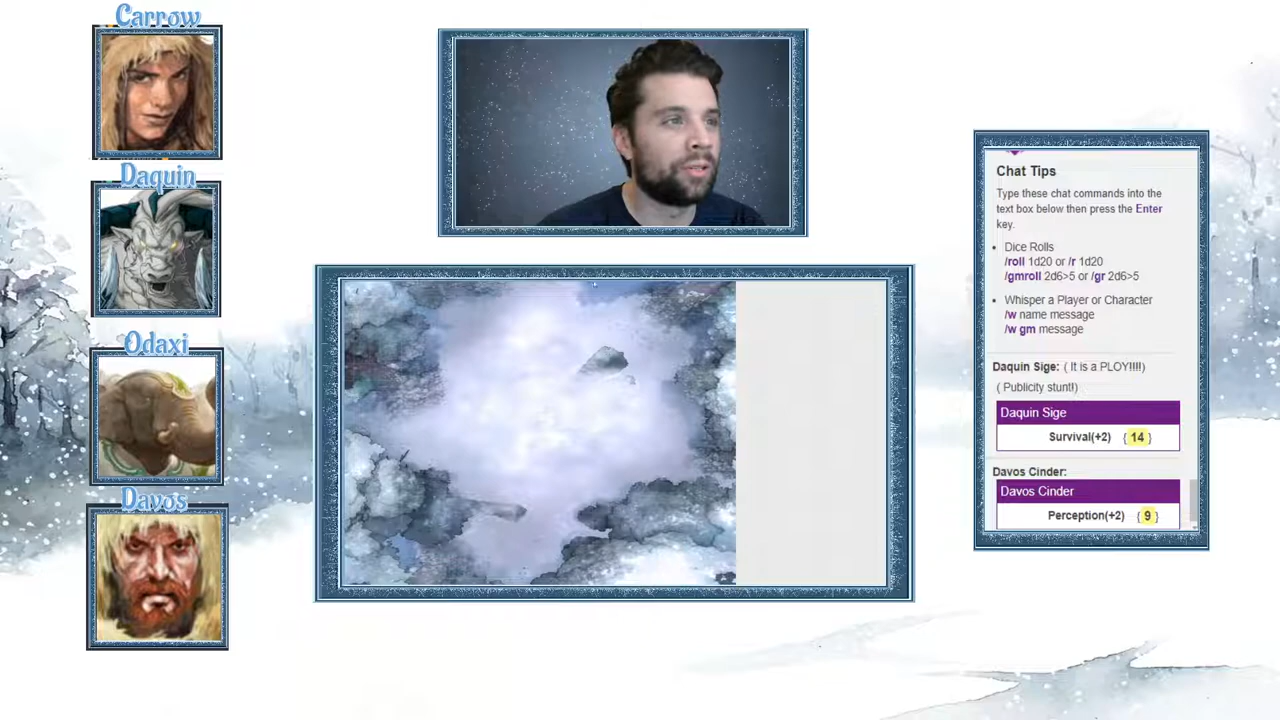 Carrow
Daquin
Odaxi
Davos
Chat Tips
Type these chat commands into the
text box below then press the Enter
key.
Dice Rolls
/roll 1d20 or /r 1d20
/gmroll 2d6>5 or /gr 2d6>5
Whisper a Player or Character
/w name message
/w gm message
Daquin Sige: ( It is a PLOY!!!!)
( Publicity stunt!)
Daquin Sige
Survival(+2) { 14 }
Davos Cinder:
Davos Cinder
Perception(+2) { 9 }